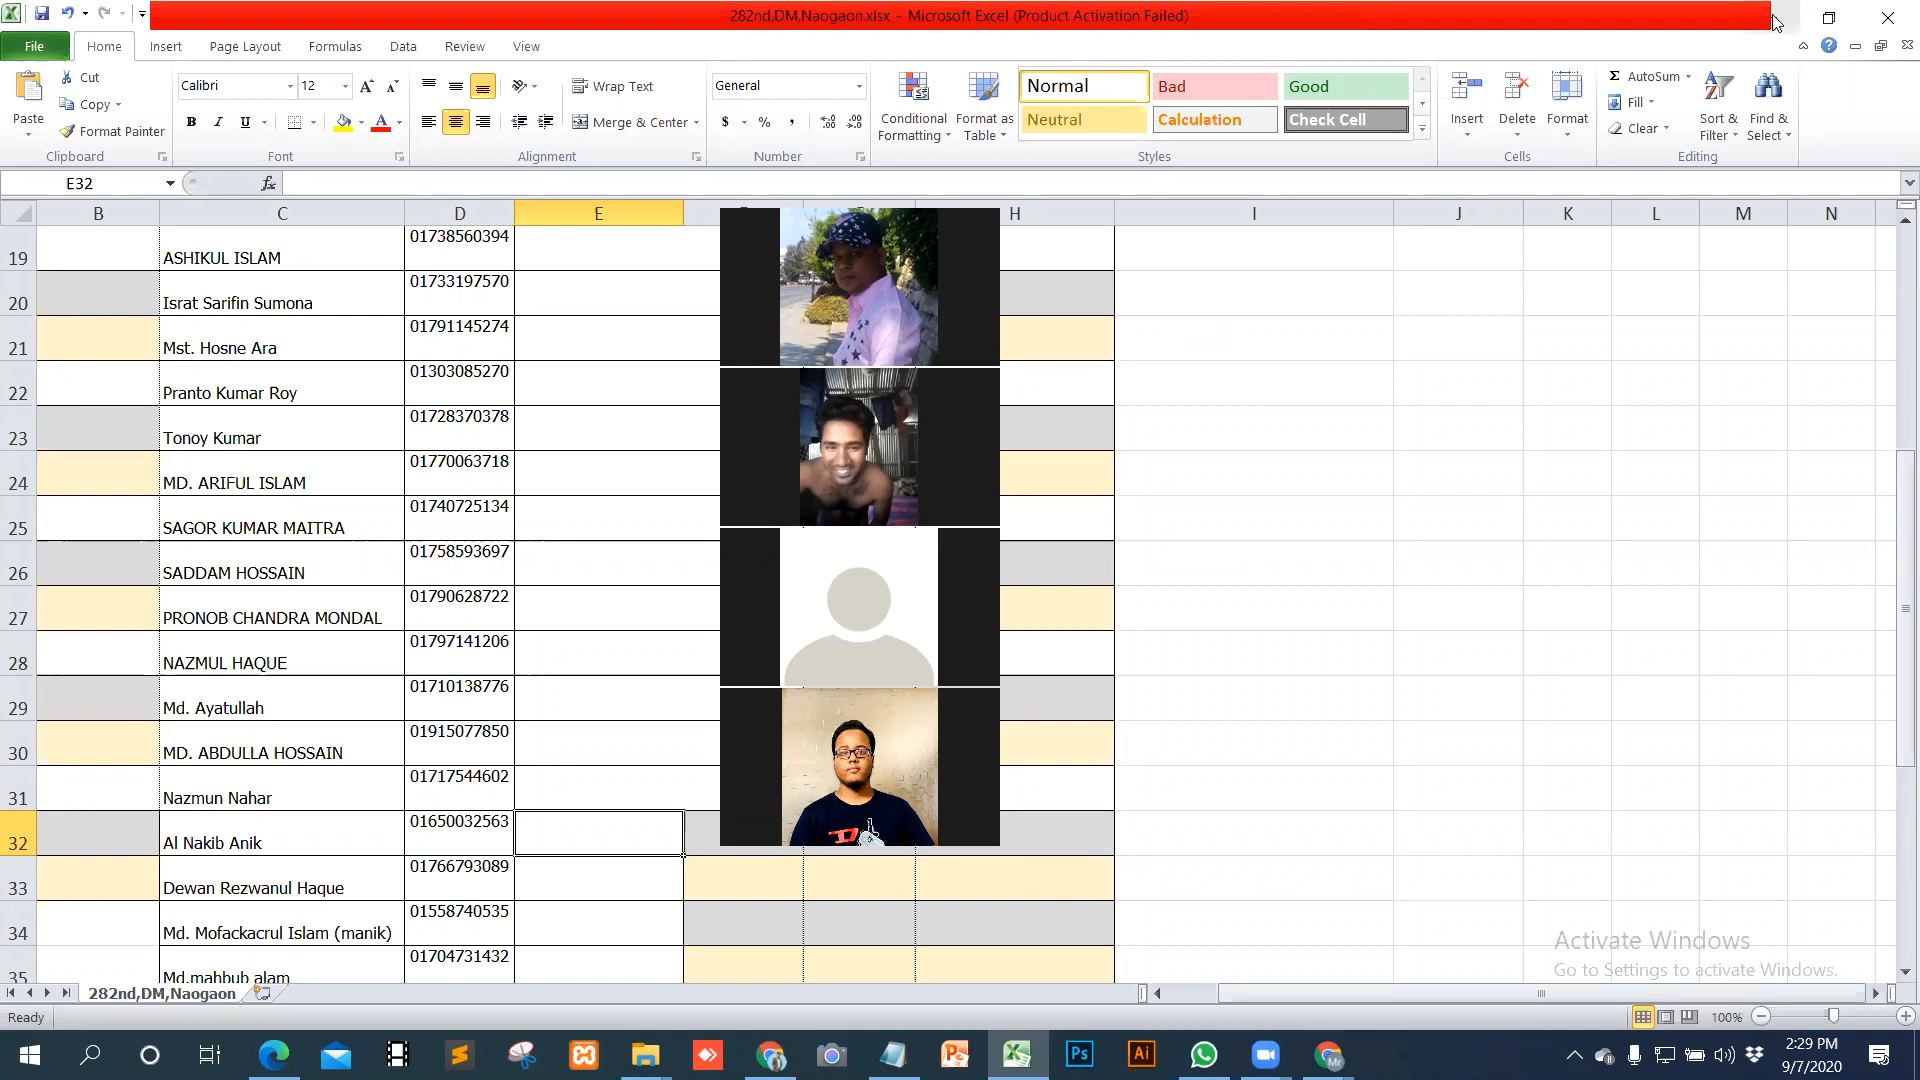 282nd,DM,Naogaon.xlsx - Microsoft Excel (Product Activation Failed)
File Home Insert Page Layout Formulas Data Review View
Paste
Cut
Copy
Format Painter
Clipboard
Calibri 12
B I U A
Font
Wrap Text
Merge & Center
Alignment
General
$ % ,
Number
Conditional Formatting
Format as Table
Normal Bad Good
Neutral Calculation Check Cell
Styles
Insert Delete Format
Cells
Σ AutoSum
Fill
Clear
Sort & Filter
Find & Select
Editing
E32 fx
B C D E H I J K L M N
19 ASHIKUL ISLAM 01738560394
20 Israt Sarifin Sumona 01733197570
21 Mst. Hosne Ara 01791145274
22 Pranto Kumar Roy 01303085270
23 Tonoy Kumar 01728370378
24 MD. ARIFUL ISLAM 01770063718
25 SAGOR KUMAR MAITRA 01740725134
26 SADDAM HOSSAIN 01758593697
27 PRONOB CHANDRA MONDAL 01790628722
28 NAZMUL HAQUE 01797141206
29 Md. Ayatullah 01710138776
30 MD. ABDULLA HOSSAIN 01915077850
31 Nazmun Nahar 01717544602
32 Al Nakib Anik 01650032563
33 Dewan Rezwanul Haque 01766793089
34 Md. Mofackacrul Islam (manik) 01558740535
35 Md.mahbub alam 01704731432
Activate Windows
Go to Settings to activate Windows.
282nd,DM,Naogaon
Ready 100%
Ps Ai
2:29 PM
9/7/2020